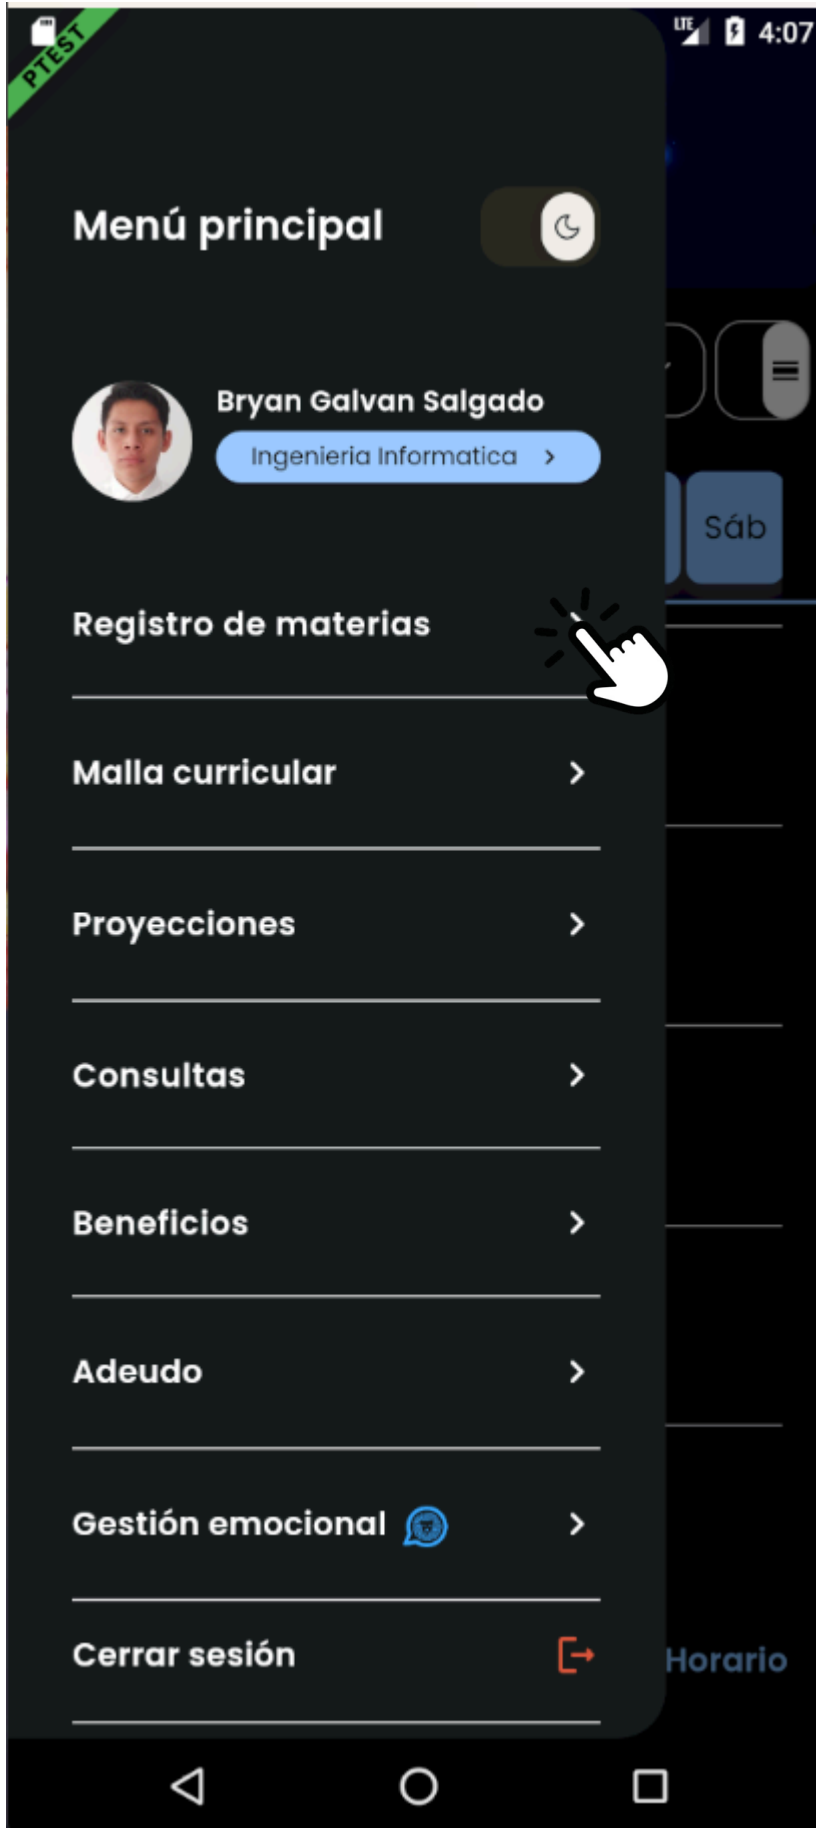 PTEST
LTE
4:07
Menú principal
Bryan Galvan Salgado
Ingenieria Informatica
Sáb
Registro de materias
Malla curricular
Proyecciones
Consultas
Beneficios
Adeudo
Gestión emocional
Cerrar sesión
Horario